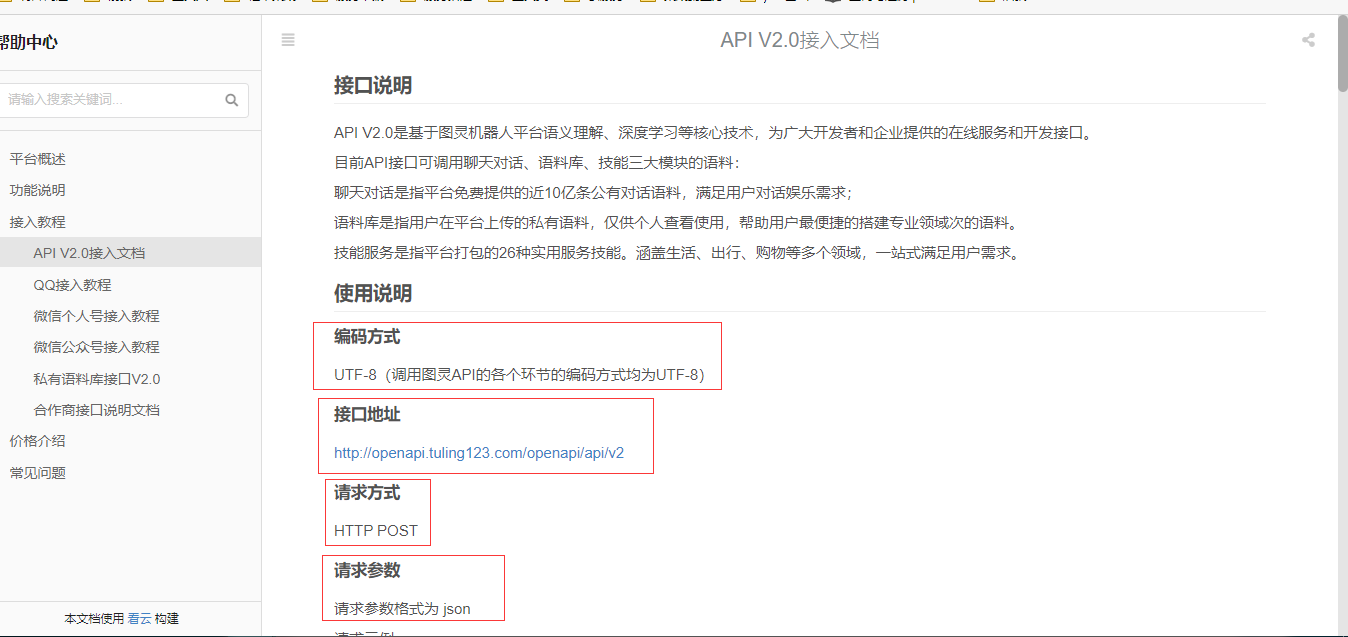 帮助中心
请输入搜索关键词...
平台概述
功能说明
接入教程
API V2.0接入文档
QQ接入教程
微信个人号接入教程
微信公众号接入教程
私有语料库接口V2.0
合作商接口说明文档
价格介绍
常见问题
本文档使用 看云 构建
API V2.0接入文档
接口说明
API V2.0是基于图灵机器人平台语义理解、深度学习等核心技术，为广大开发者和企业提供的在线服务和开发接口。
目前API接口可调用聊天对话、语料库、技能三大模块的语料：
聊天对话是指平台免费提供的近10亿条公有对话语料，满足用户对话娱乐需求；
语料库是指用户在平台上传的私有语料，仅供个人查看使用，帮助用户最便捷的搭建专业领域次的语料。
技能服务是指平台打包的26种实用服务技能。涵盖生活、出行、购物等多个领域，一站式满足用户需求。
使用说明
编码方式
UTF-8（调用图灵API的各个环节的编码方式均为UTF-8）
接口地址
http://openapi.tuling123.com/openapi/api/v2
请求方式
HTTP POST
请求参数
请求参数格式为 json
请求示例